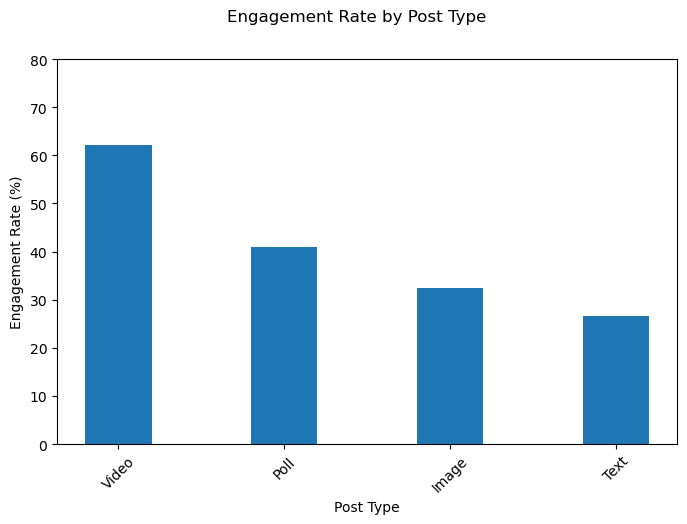 Engagement Rate by Post Type
Engagement Rate (%)
80
70
60
50
40
30
20
10
0
Video
Poll
Image
Text
Post Type